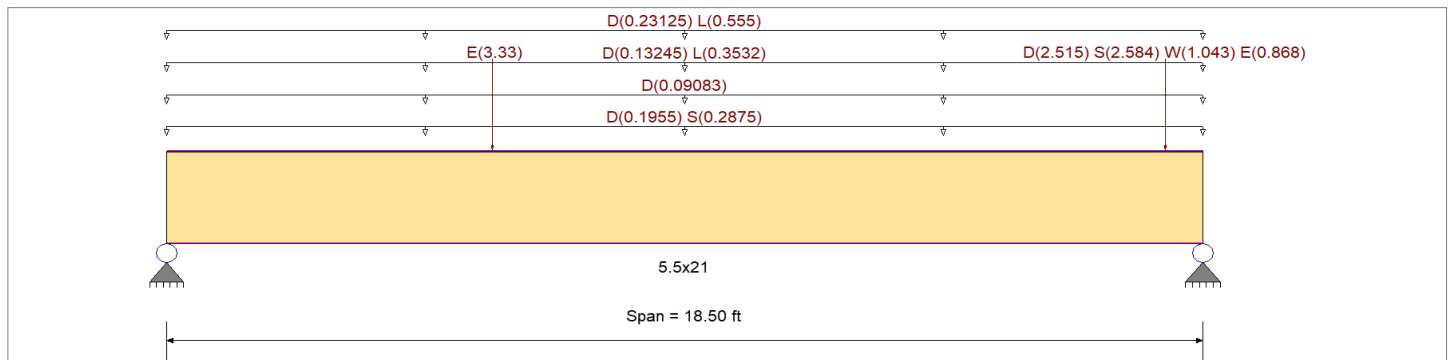 D(0.23125) L(0.555)
E(3.33) D(0.13245) L(0.3532) D(2.515) S(2.584) W(1.043) E(0.868)
D(0.09083)
D(0.1955) S(0.2875)
5.5x21
Span = 18.50 ft